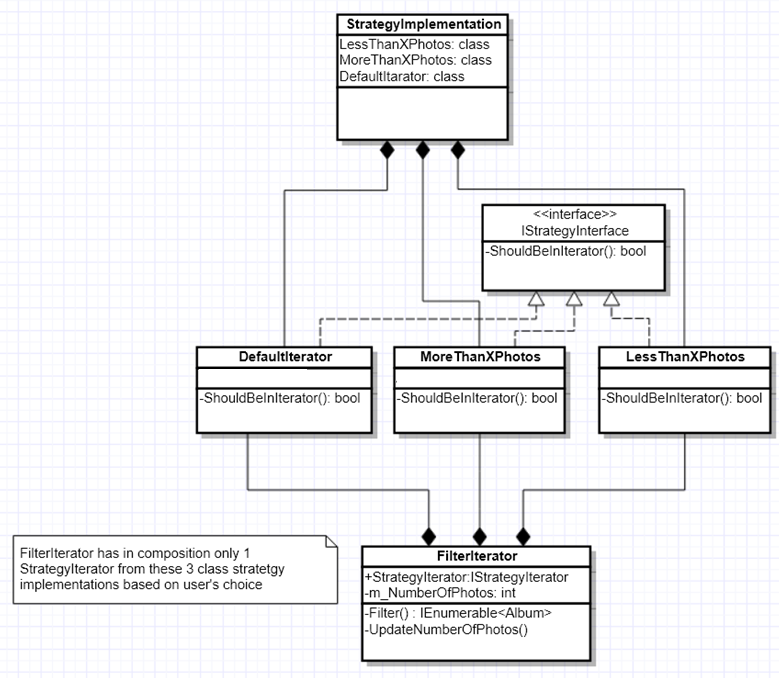 StrategyImplementation
LessThanXPhotos: class
MoreThanXPhotos: class
DefaultItarator: class
<<interface>>
IStrategyInterface
-ShouldBeInIterator(): bool
DefaultIterator
-ShouldBeInIterator(): bool
MoreThanXPhotos
-ShouldBeInIterator(): bool
LessThanXPhotos
-ShouldBeInIterator(): bool
FilterIterator has in composition only 1
StrategyIterator from these 3 class stratetgy
implementations based on user's choice
FilterIterator
+StrategyIterator:IStrategyIterator
-m_NumberOfPhotos: int
-Filter() : IEnumerable<Album>
-UpdateNumberOfPhotos()